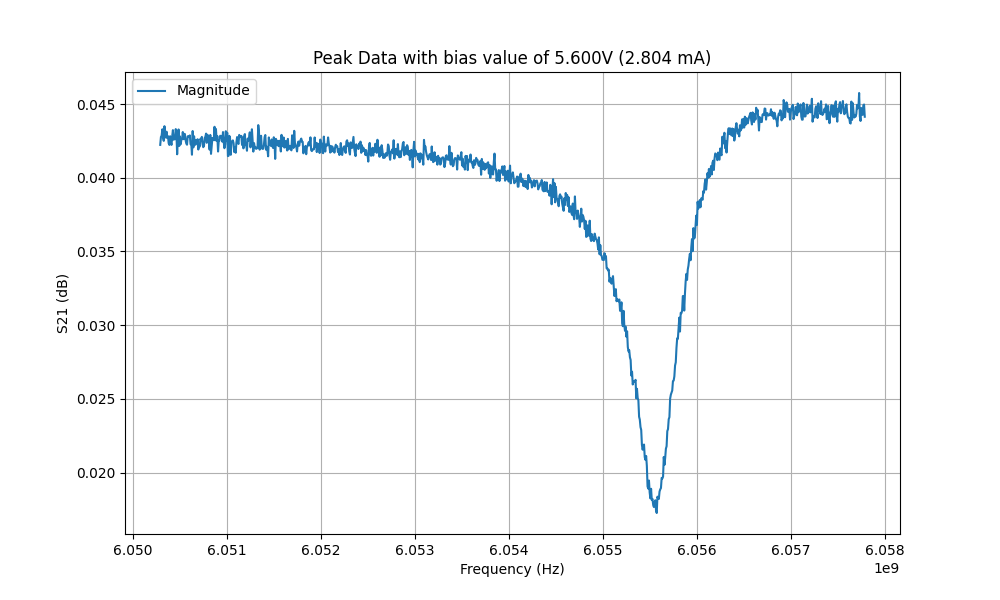 Peak Data with bias value of 5.600V (2.804 mA)
Magnitude
0.045
0.040
0.035
0.030
0.025
0.020
S21 (dB)
6.050 6.051 6.052 6.053 6.054 6.055 6.056 6.057 6.058
Frequency (Hz)
1e9